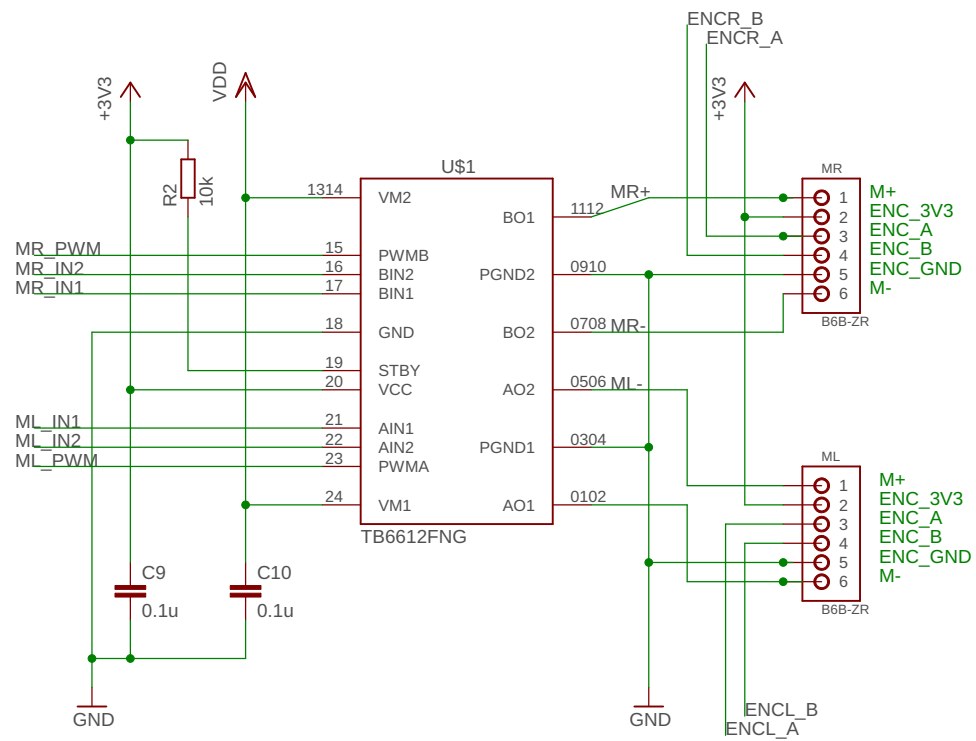 ENCR_B
ENCR_A
+3V3
VDD
+3V3
U$1
MR
R2
10k
1314
VM2
MR+
1
M+
1112
BO1
2
ENC_3V3
3
ENC_A
MR_PWM
15
PWMB
4
ENC_B
MR_IN2
16
BIN2
PGND2
0910
5
ENC_GND
MR_IN1
17
BIN1
6
M-
B6B-ZR
18
GND
BO2
0708
MR-
19
STBY
20
VCC
AO2
0506
ML-
ML_IN1
21
AIN1
ML_IN2
22
AIN2
PGND1
0304
ML_PWM
23
PWMA
ML
1
M+
24
VM1
AO1
0102
2
ENC_3V3
3
ENC_A
TB6612FNG
4
ENC_B
5
ENC_GND
6
M-
B6B-ZR
C9
0.1u
C10
0.1u
GND
GND
ENCL_B
ENCL_A